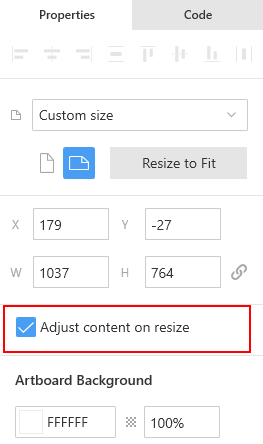 Properties Code
Custom size
Resize to Fit
X 179 Y -27
W 1037 H 764
Adjust content on resize
Artboard Background
FFFFFF 100%